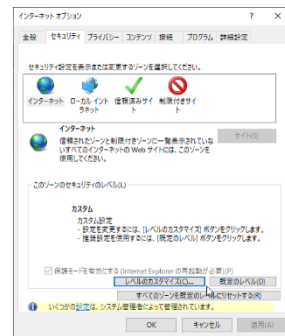 インターネット オプション ? ×
全般 セキュリティ プライバシー コンテンツ 接続 プログラム 詳細設定
セキュリティ設定を表示または変更するゾーンを選択してください。
インターネット ローカル イント 信頼済みサイ 制限付きサイ
ラネット ト ト
インターネット
サイト(S)
信頼されたゾーンと制限付きゾーンに一覧表示されていな
いすべてのインターネットの Web サイトには、このゾーンを
使用してください。
このゾーンのセキュリティのレベル(L)
カスタム
カスタム設定
- 設定を変更するには、[レベルのカスタマイズ] ボタンをクリックします。
- 推奨設定を使用するには、[既定のレベル] ボタンをクリックします。
保護モードを有効にする (Internet Explorer の再起動が必要)(P)
レベルのカスタマイズ(C)... 既定のレベル(D)
すべてのゾーンを既定のレベルにリセットする(R)
いくつかの設定は、システム管理者によって管理されています。
OK キャンセル 適用(A)